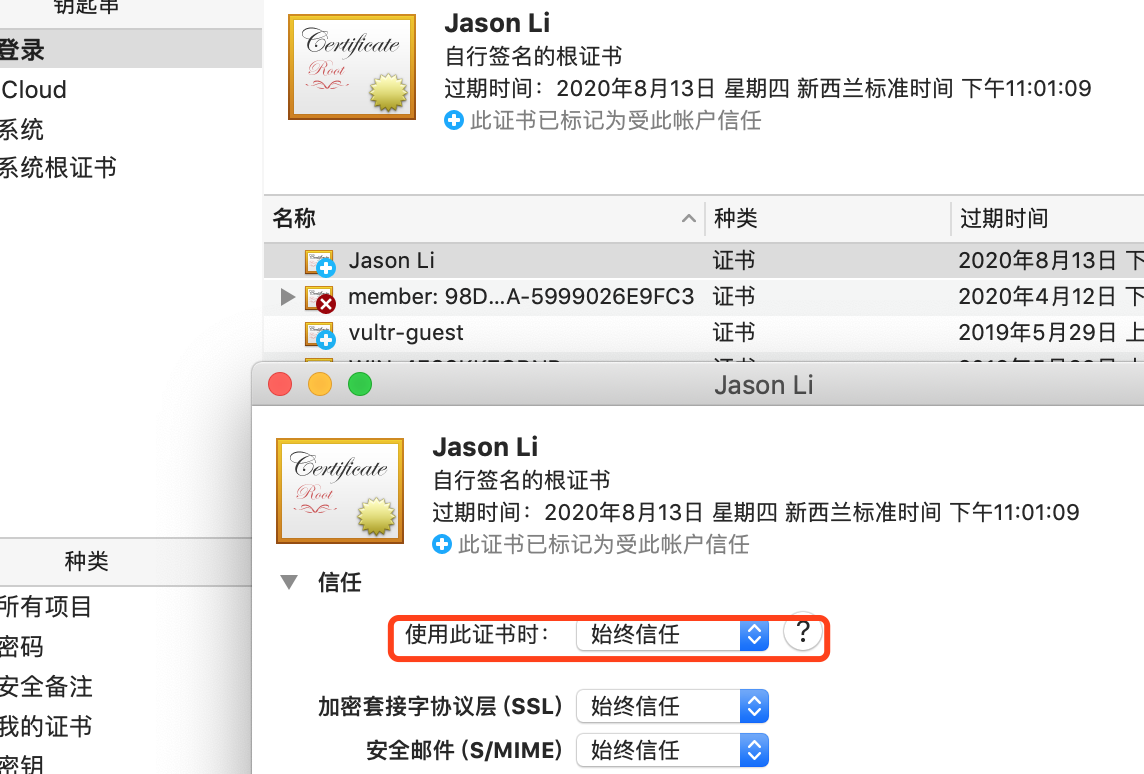 钥匙串
登录
Cloud
系统
系统根证书
Certificate
Root
Jason Li
自行签名的根证书
过期时间：2020年8月13日 星期四 新西兰标准时间 下午11:01:09
此证书已标记为受此帐户信任
名称 种类 过期时间
Jason Li 证书 2020年8月13日 下
member: 98D...A-5999026E9FC3 证书 2020年4月12日 下
vultr-guest 证书 2019年5月29日 上
Jason Li
Certificate
Root
Jason Li
自行签名的根证书
过期时间：2020年8月13日 星期四 新西兰标准时间 下午11:01:09
此证书已标记为受此帐户信任
信任
使用此证书时： 始终信任 ?
加密套接字协议层 (SSL) 始终信任
安全邮件 (S/MIME) 始终信任
种类
所有项目
密码
安全备注
我的证书
密钥